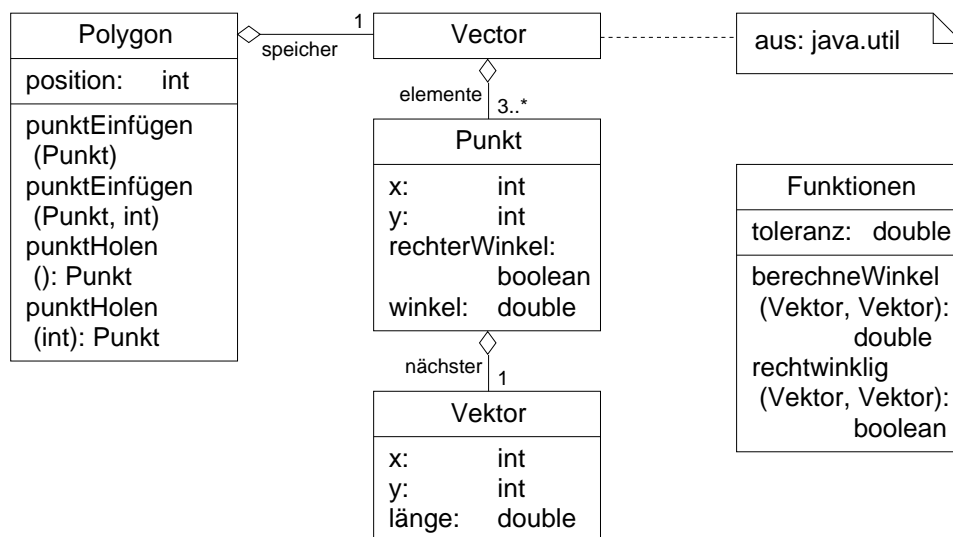 Polygon
position: int
punktEinfügen
(Punkt)
punktEinfügen
(Punkt, int)
punktHolen
(): Punkt
punktHolen
(int): Punkt
1
speicher
Vector
aus: java.util
elemente
3..*
Punkt
x: int
y: int
rechterWinkel:
boolean
winkel: double
nächster
1
Vektor
x: int
y: int
länge: double
Funktionen
toleranz: double
berechneWinkel
(Vektor, Vektor):
double
rechtwinklig
(Vektor, Vektor):
boolean